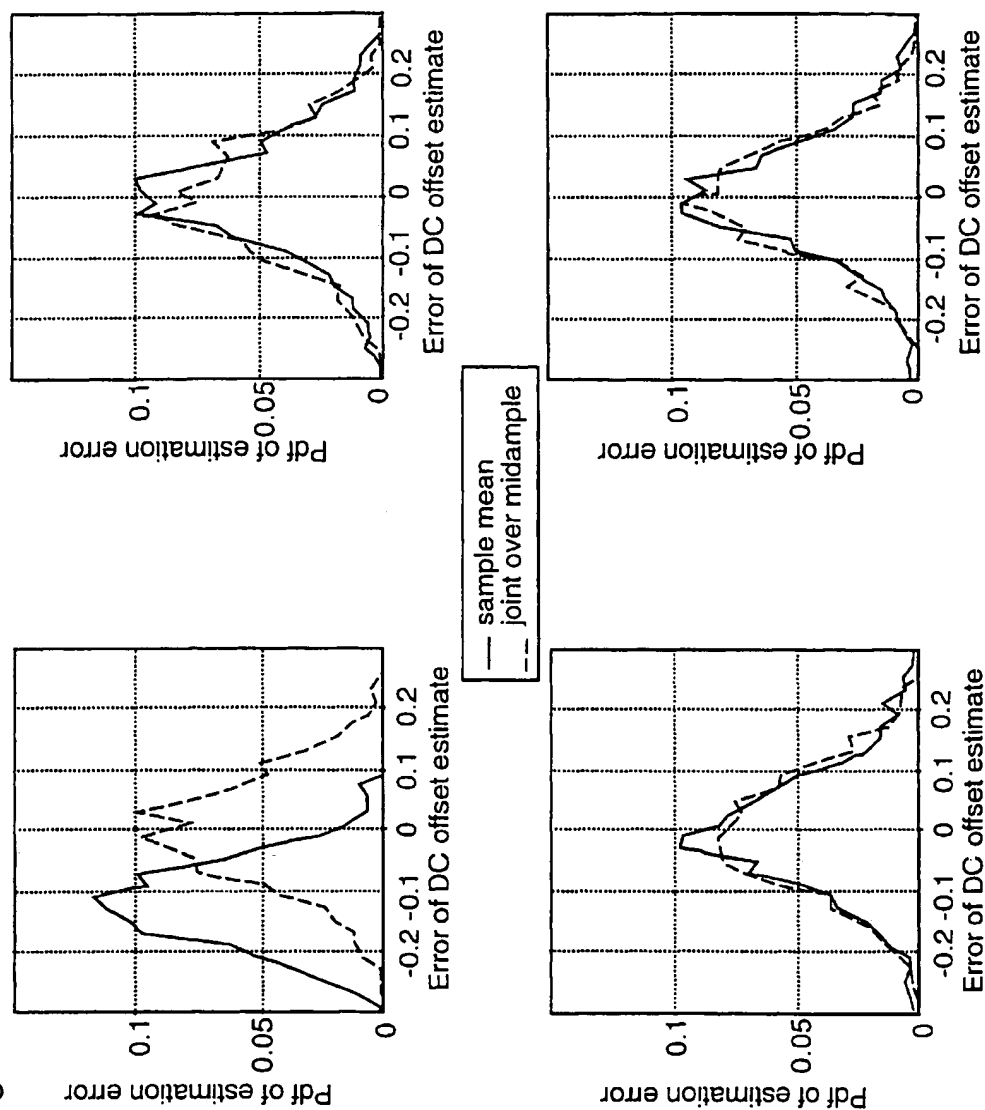 Pdf of estimation error
0.1
0.05
0
-0.2 -0.1 0 0.1 0.2
Error of DC offset estimate
Pdf of estimation error
0.1
0.05
0
-0.2 -0.1 0 0.1 0.2
Error of DC offset estimate
sample mean
joint over midample
Pdf of estimation error
0.1
0.05
0
-0.2 -0.1 0 0.1 0.2
Error of DC offset estimate
Pdf of estimation error
0.1
0.05
0
-0.2 -0.1 0 0.1 0.2
Error of DC offset estimate